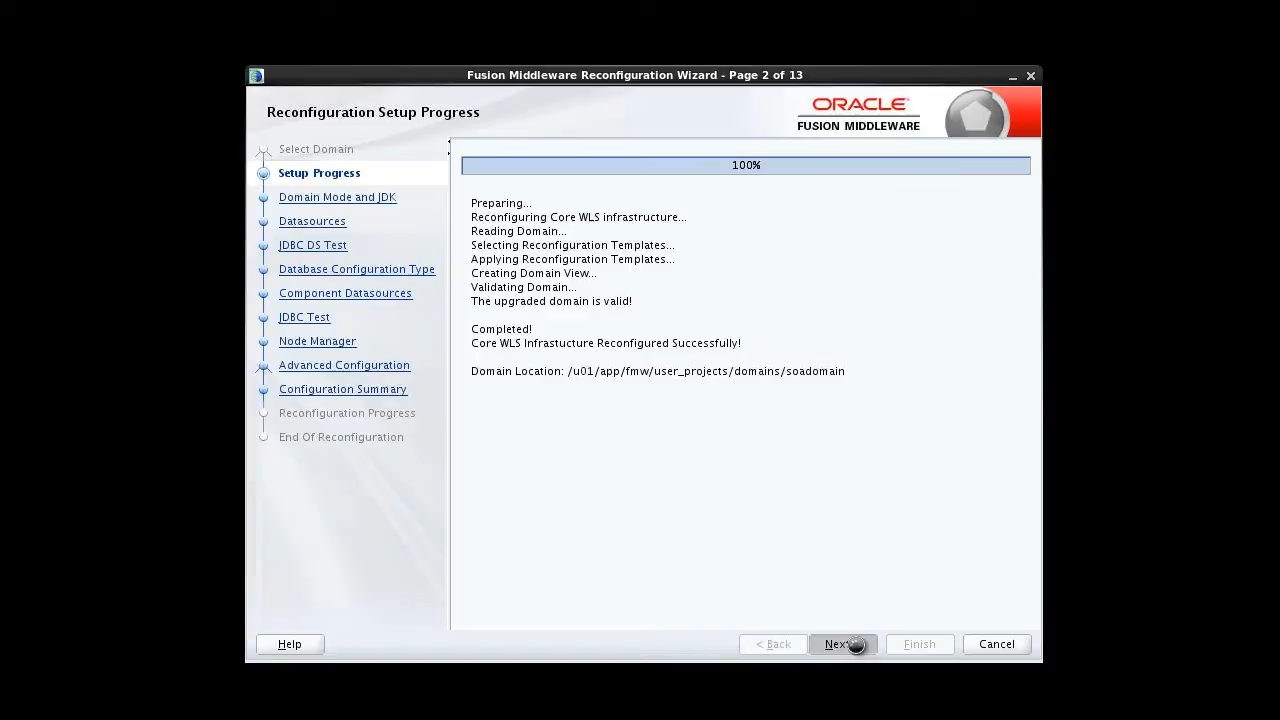 Fusion Middleware Reconfiguration Wizard - Page 2 of 13
Reconfiguration Setup Progress
ORACLE
FUSION MIDDLEWARE
Select Domain
Setup Progress
Domain Mode and JDK
Datasources
JDBC DS Test
Database Configuration Type
Component Datasources
JDBC Test
Node Manager
Advanced Configuration
Configuration Summary
Reconfiguration Progress
End Of Reconfiguration
100%
Preparing...
Reconfiguring Core WLS infrastructure...
Reading Domain...
Selecting Reconfiguration Templates...
Applying Reconfiguration Templates...
Creating Domain View...
Validating Domain...
The upgraded domain is valid!
Completed!
Core WLS Infrastucture Reconfigured Successfully!
Domain Location: /u01/app/fmw/user_projects/domains/soadomain
Help
< Back
Next
Finish
Cancel